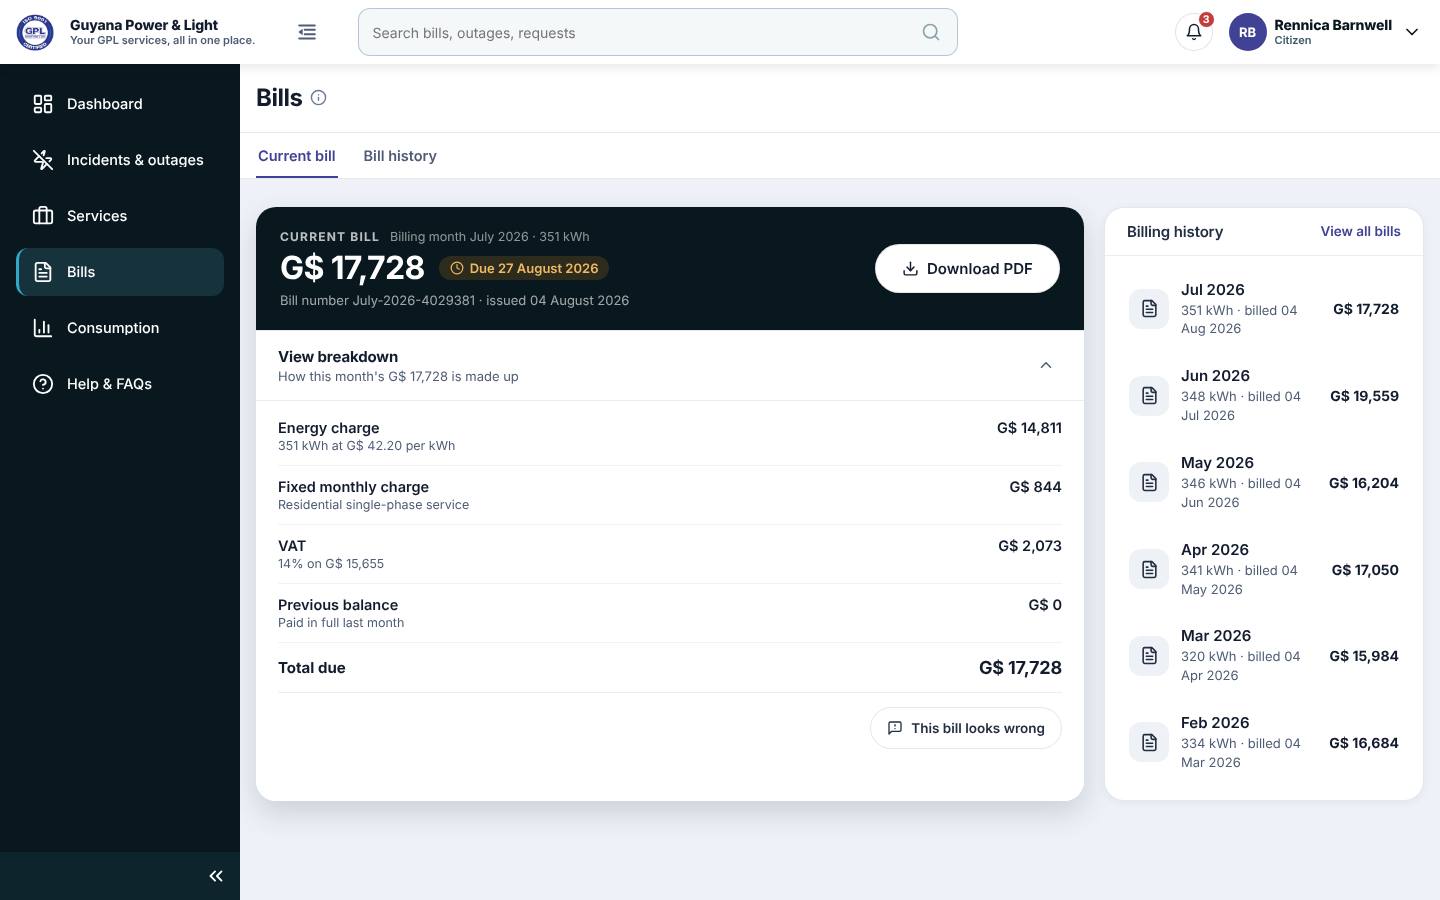 GPL
Guyana Power & Light
Your GPL services, all in one place.
Search bills, outages, requests
3
RB
Rennica Barnwell
Citizen
Dashboard
Incidents & outages
Services
Bills
Consumption
Help & FAQs
Bills
Current bill
Bill history
CURRENT BILL Billing month July 2026 · 351 kWh
G$ 17,728 Due 27 August 2026
Bill number July-2026-4029381 · issued 04 August 2026
Download PDF
View breakdown
How this month's G$ 17,728 is made up
Energy charge G$ 14,811
351 kWh at G$ 42.20 per kWh
Fixed monthly charge G$ 844
Residential single-phase service
VAT G$ 2,073
14% on G$ 15,655
Previous balance G$ 0
Paid in full last month
Total due G$ 17,728
This bill looks wrong
Billing history View all bills
Jul 2026
351 kWh · billed 04
Aug 2026
G$ 17,728
Jun 2026
348 kWh · billed 04
Jul 2026
G$ 19,559
May 2026
346 kWh · billed 04
Jun 2026
G$ 16,204
Apr 2026
341 kWh · billed 04
May 2026
G$ 17,050
Mar 2026
320 kWh · billed 04
Apr 2026
G$ 15,984
Feb 2026
334 kWh · billed 04
Mar 2026
G$ 16,684